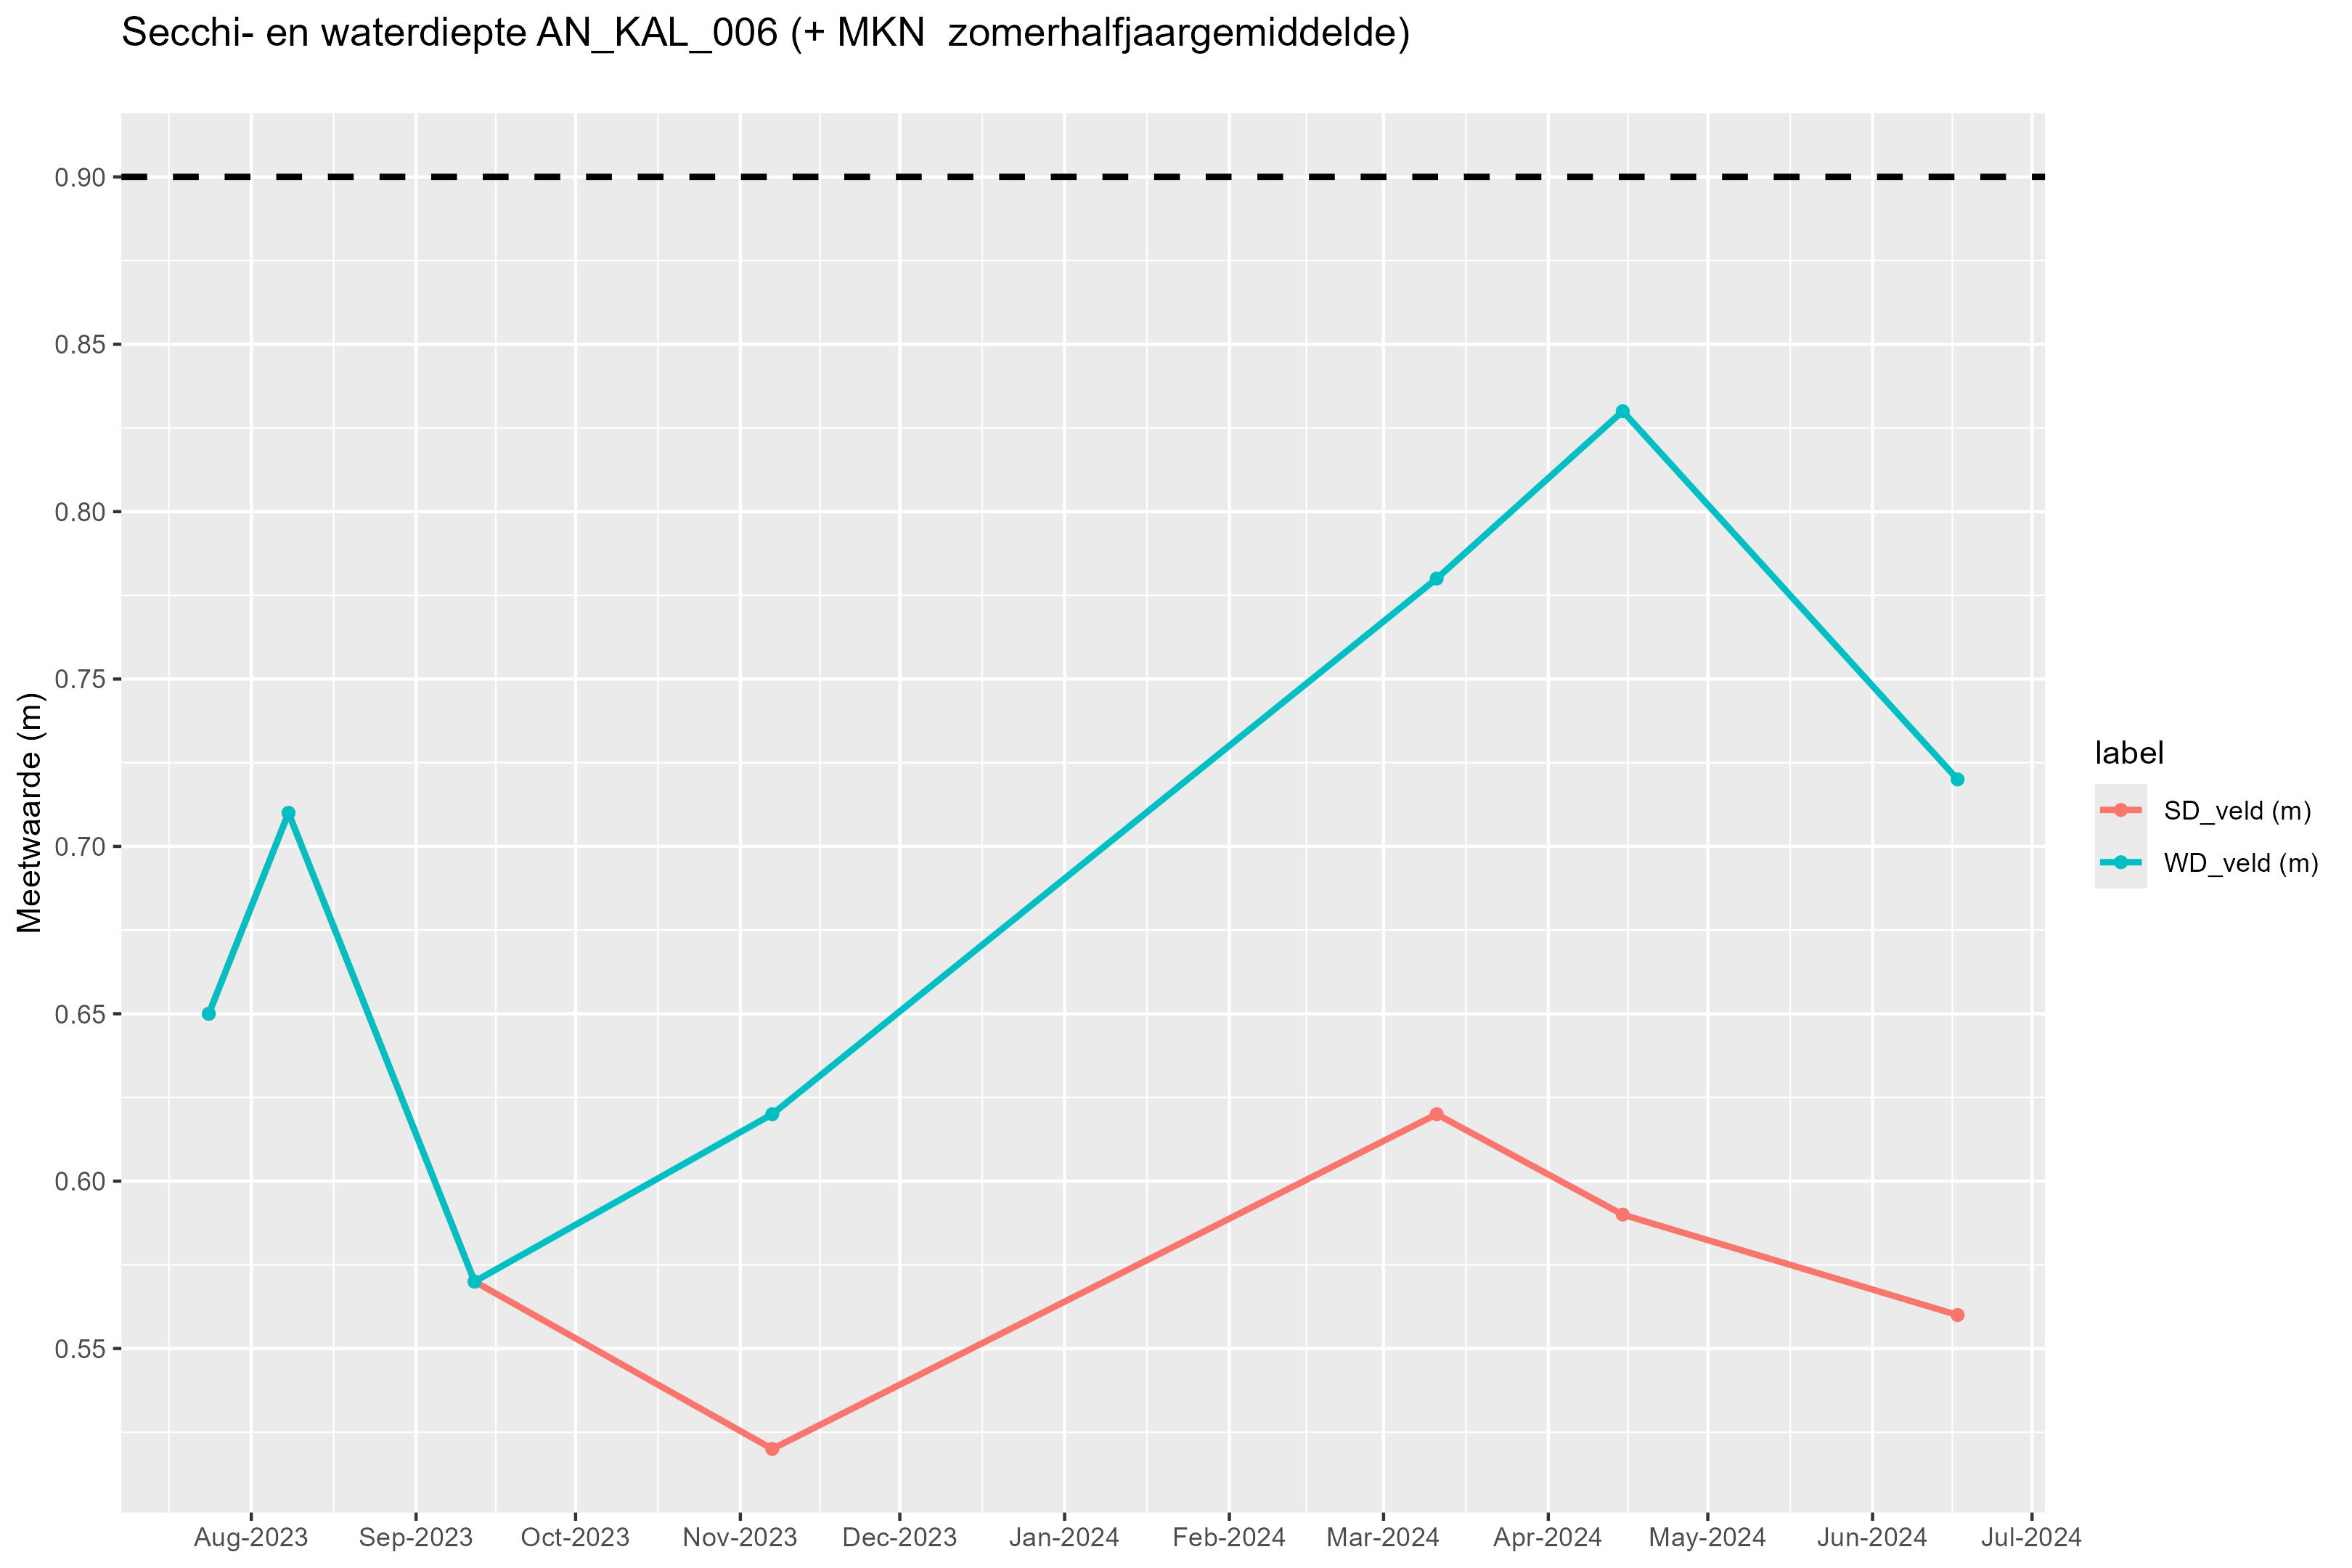 Secchi- en waterdiepte AN_KAL_006 (+ MKN  zomerhalfjaargemiddelde)
0.90
0.85
0.80
0.75
0.70
0.65
0.60
0.55
Meetwaarde (m)
Aug-2023 Sep-2023 Oct-2023 Nov-2023 Dec-2023 Jan-2024 Feb-2024 Mar-2024 Apr-2024 May-2024 Jun-2024 Jul-2024
label
SD_veld (m)
WD_veld (m)